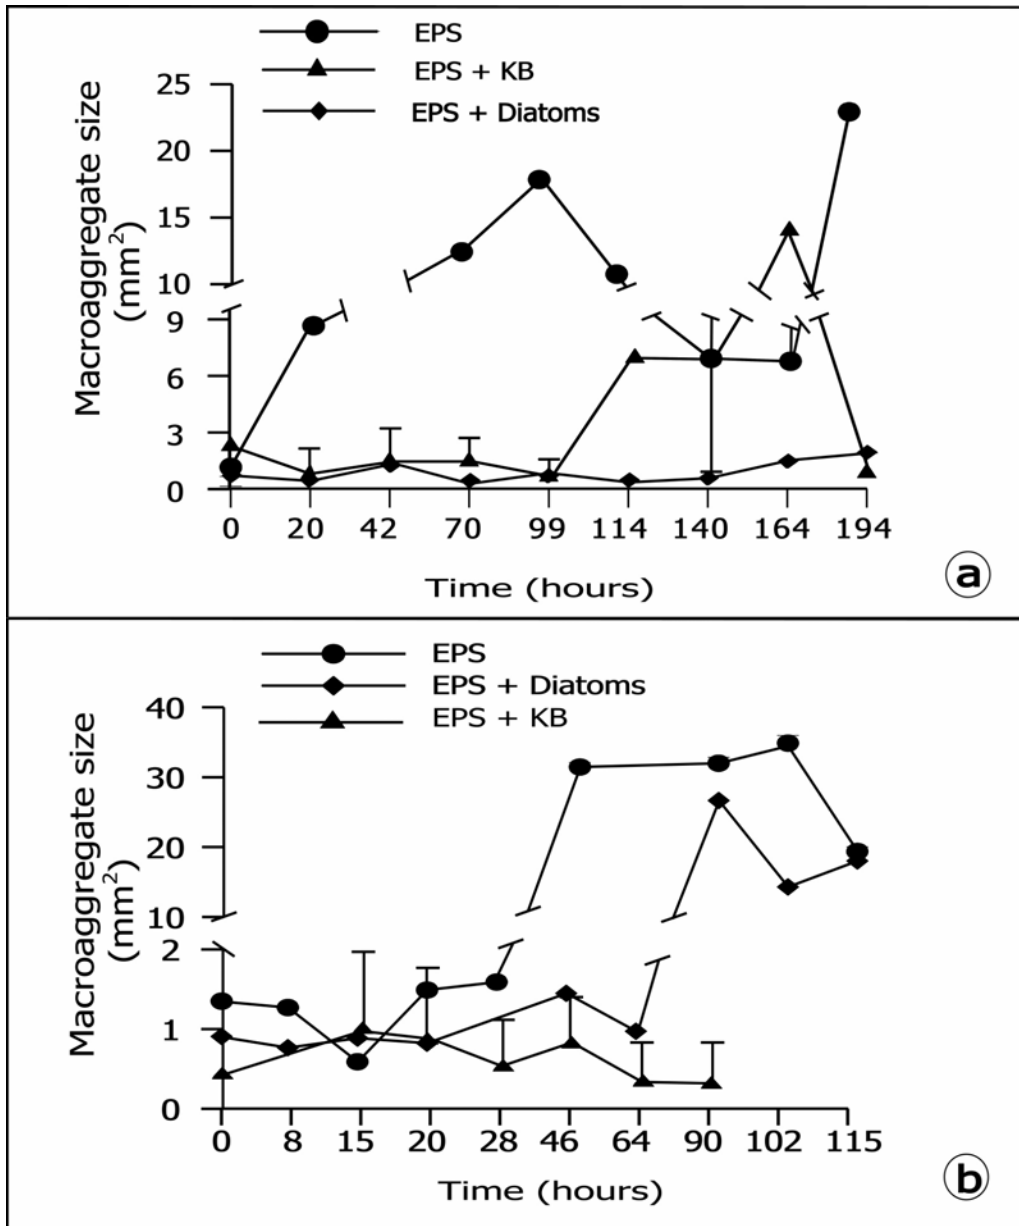 EPS
EPS + KB
EPS + Diatoms
Macroaggregate size
(mm²)
25
20
15
10
9
6
3
0
0 20 42 70 99 114 140 164 194
Time (hours)
a
EPS
EPS + Diatoms
EPS + KB
Macroaggregate size
(mm²)
40
30
20
10
2
1
0
0 8 15 20 28 46 64 90 102 115
Time (hours)
b